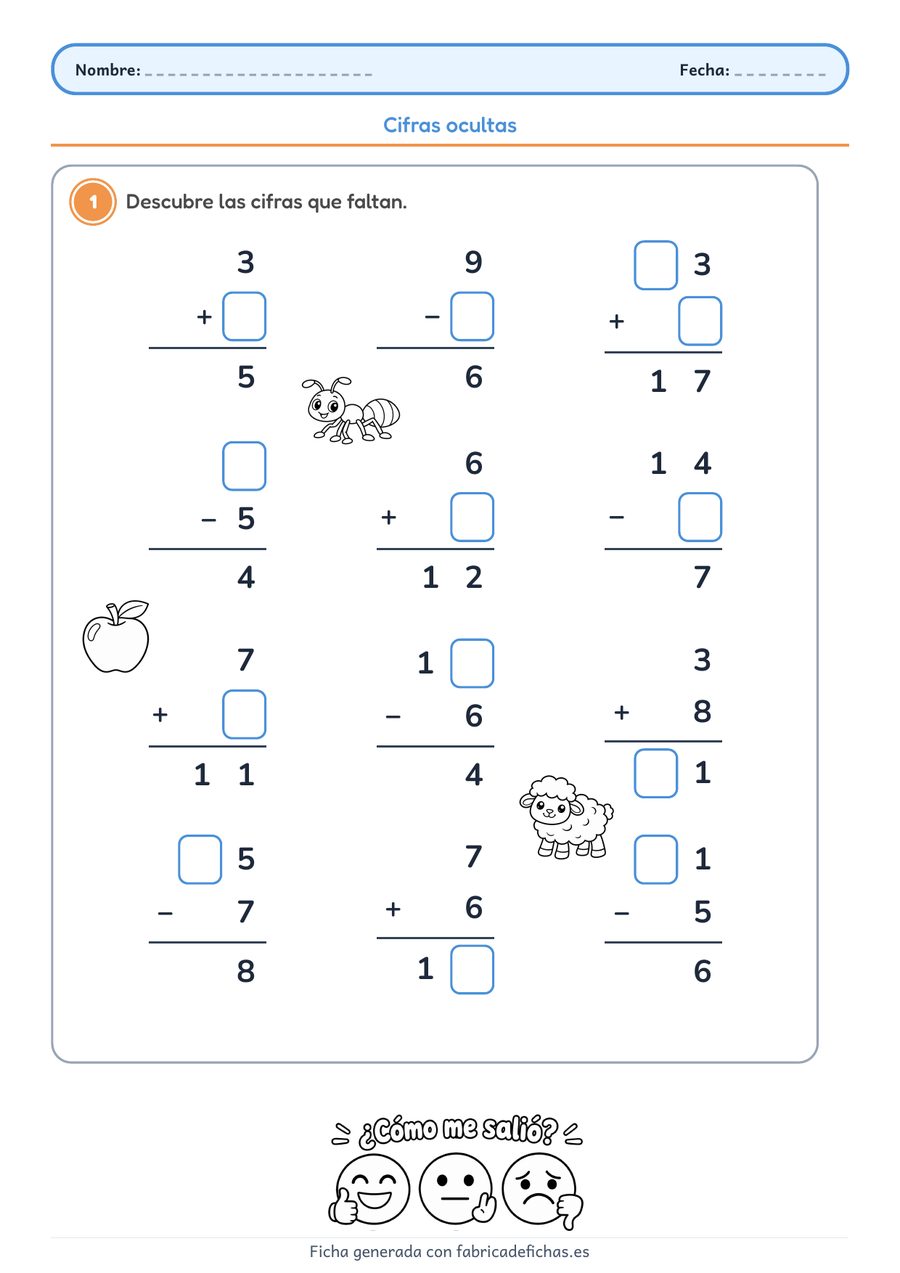 Nombre: Fecha:
Cifras ocultas
1 Descubre las cifras que faltan.
3 9 3
+ - +
5 6 1 7
6 1 4
- 5 + -
4 1 2 7
7 1 3
+ - 6 + 8
1 1 4 1
5 7 1
- 7 + 6 - 5
8 1 6
¿Cómo me salió?
Ficha generada con fabricadefichas.es